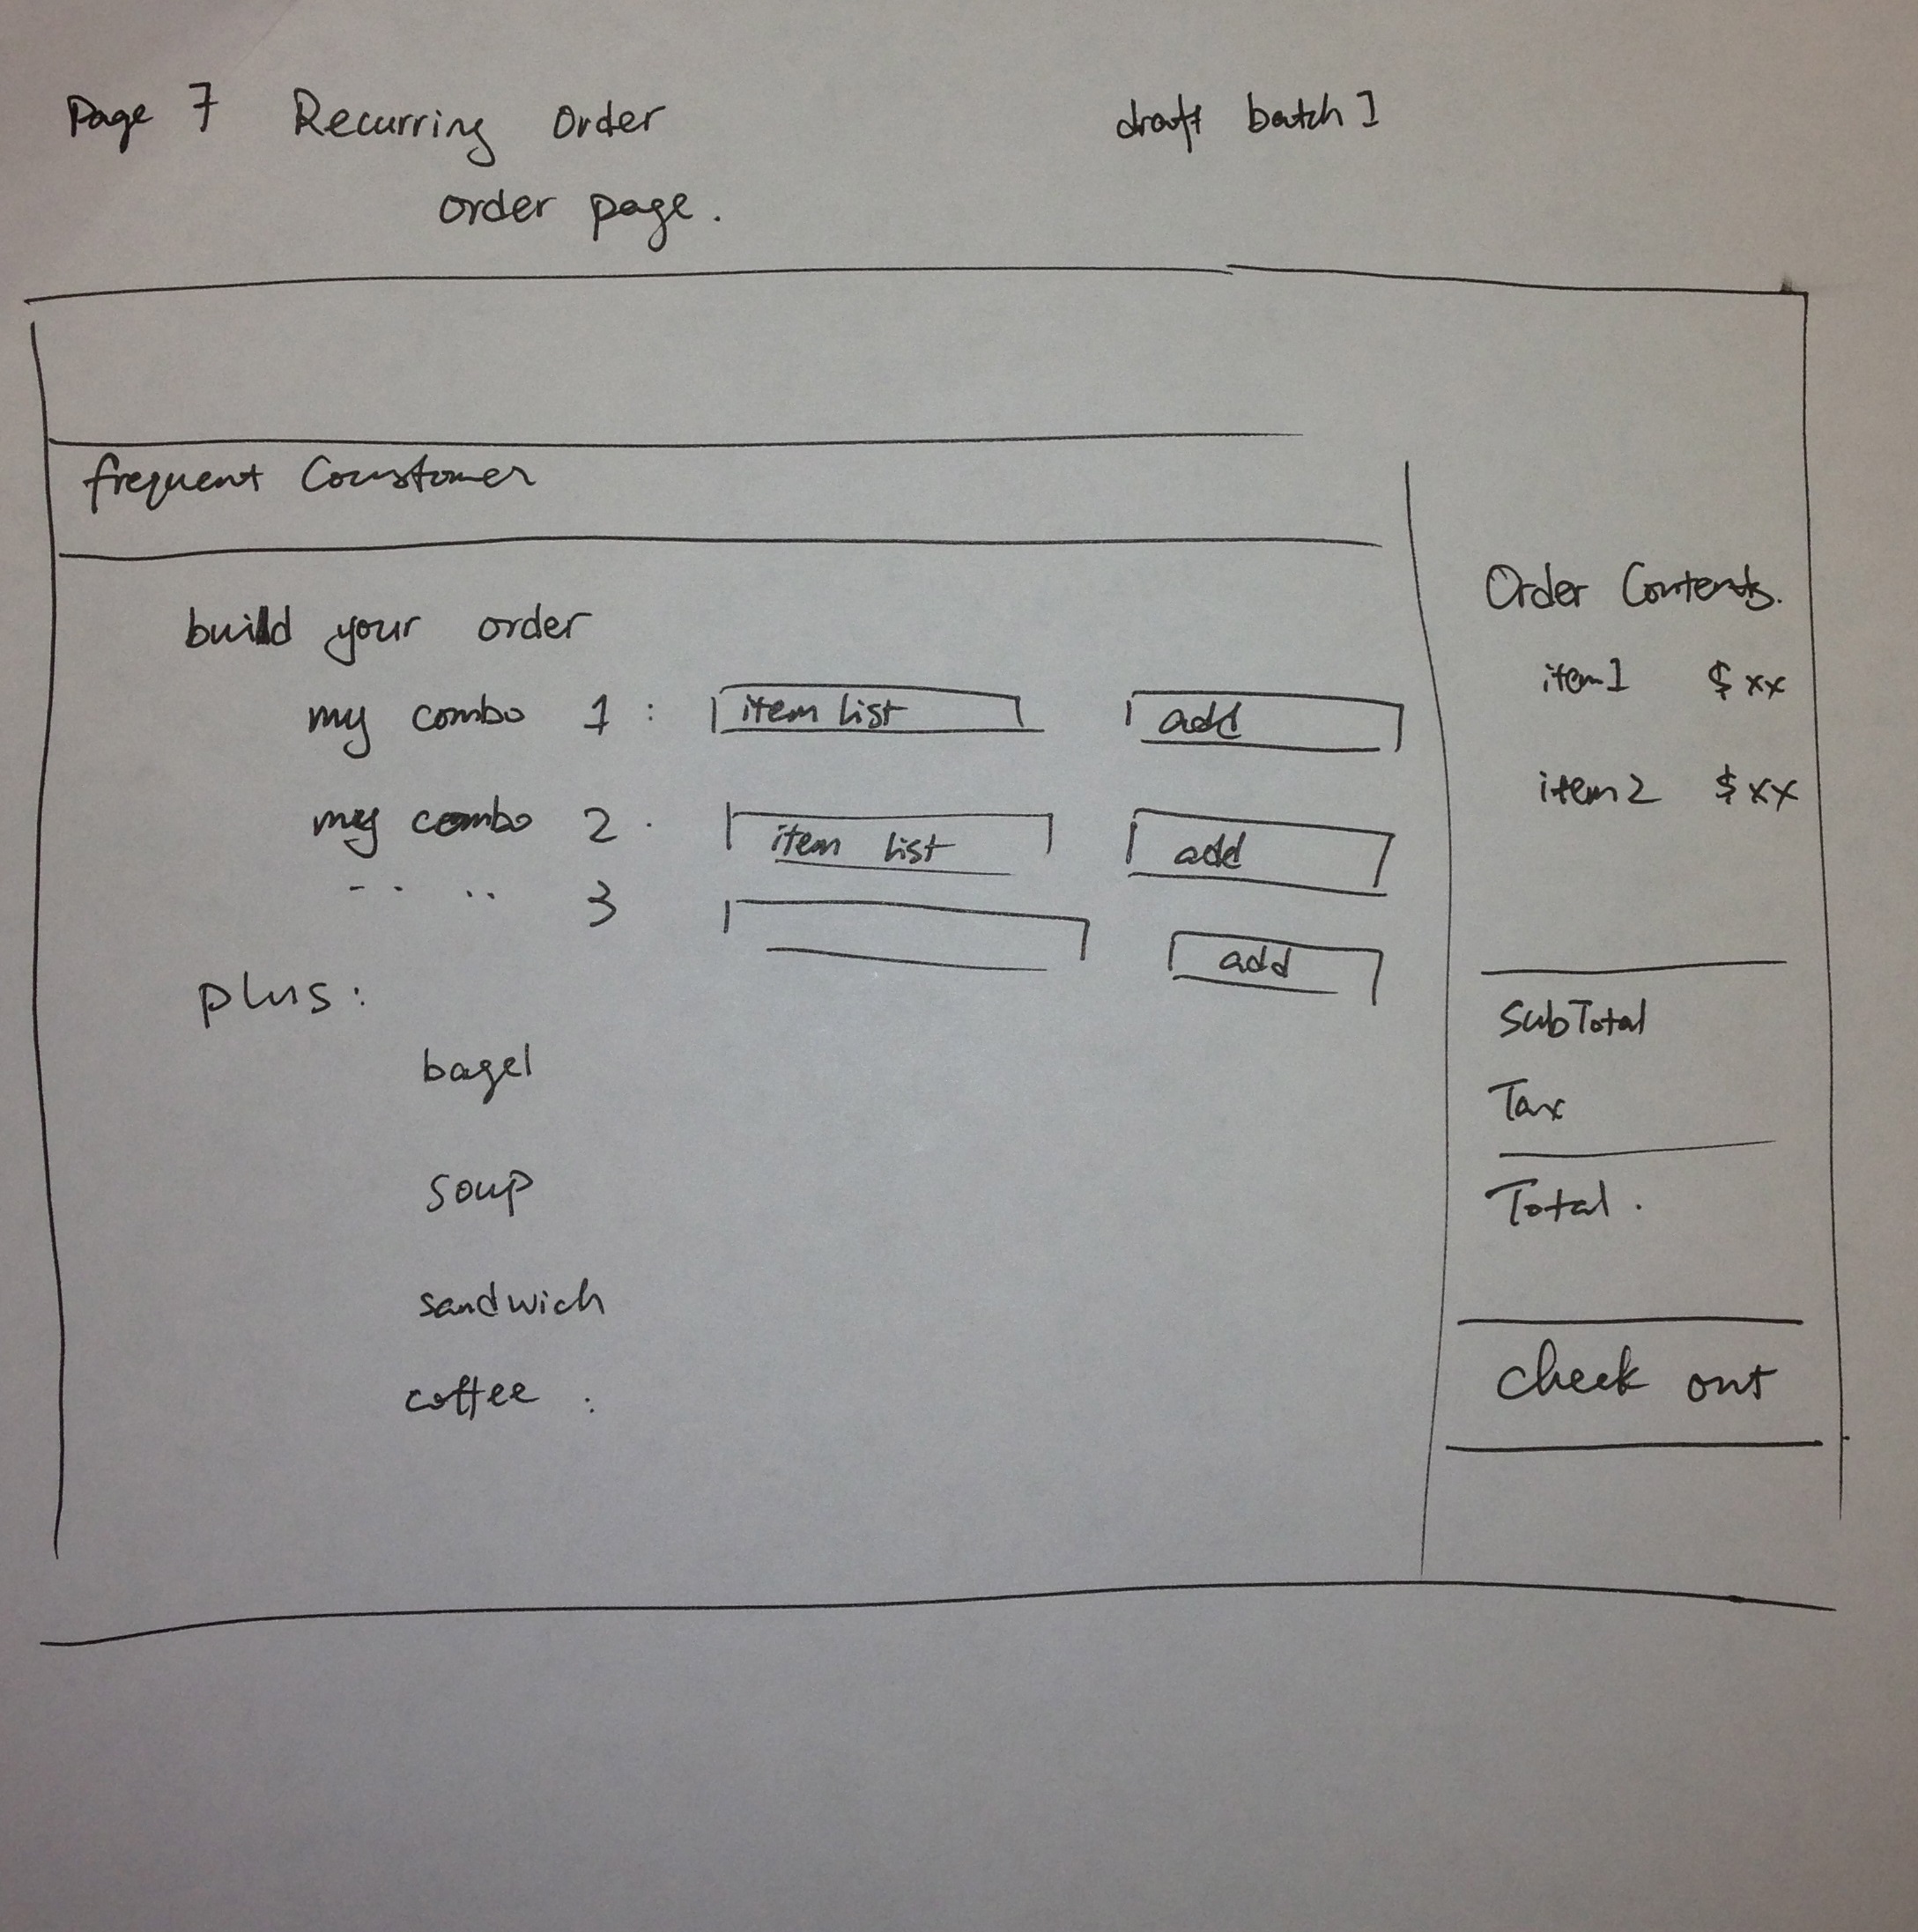 Page 7 Recurring order
draft batch 1
order page.
frequent Coustomer
build your order
my combo 1 : item list add
my combo 2 . item list add
-- .. 3 add
plus :
bagel
soup
sandwich
coffee :
Order Contents.
item1 $xx
item2 $xx
SubTotal
Tax
Total .
check out